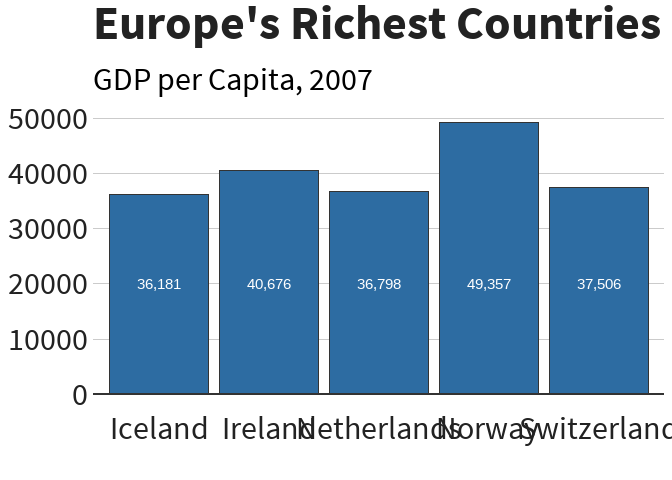 Europe's Richest Countries
GDP per Capita, 2007
50000
40000
30000
20000
10000
0
36,181 40,676 36,798 49,357 37,506
Iceland Ireland Netherlands Norway Switzerland